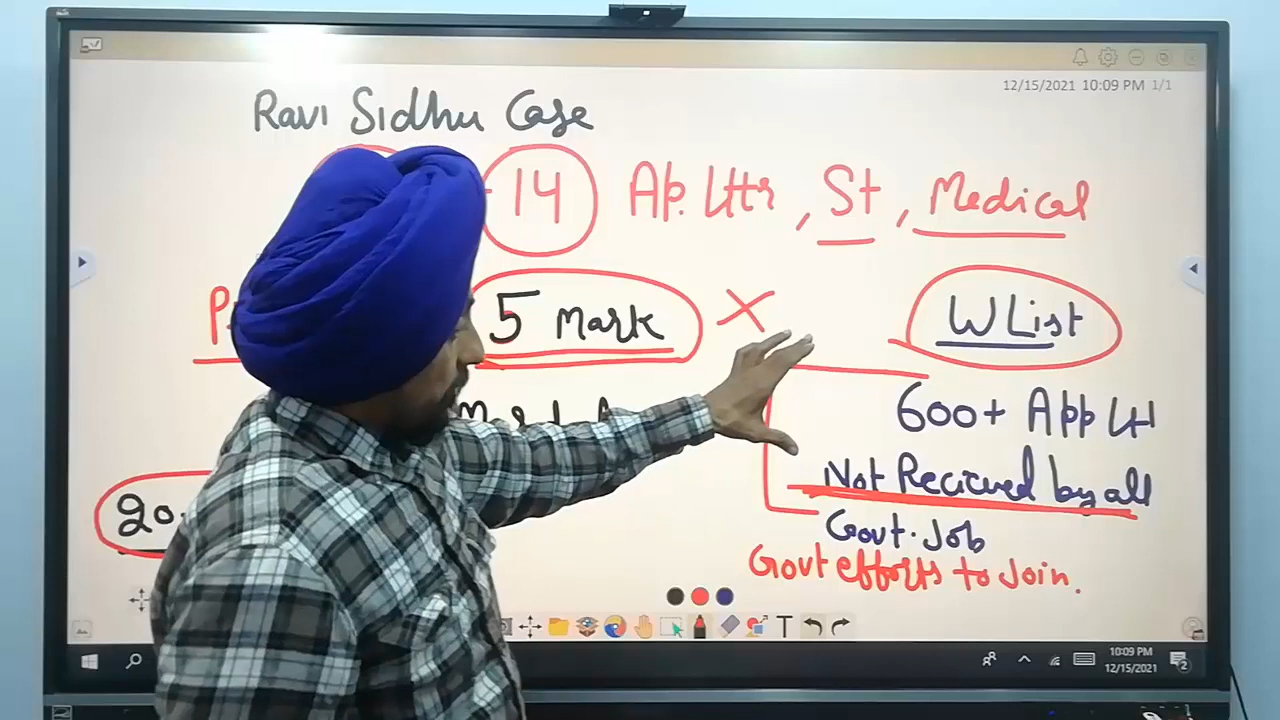 12/15/2021 10:09 PM 1/1
Ravi Sidhu Case
14 Ap. Lttr, St, Medical
5 Mark X W List
600+ App Lt
Not Recieved by all
20
Govt. Job
Govt efforts to Join.
T
10:09 PM
12/15/2021
2